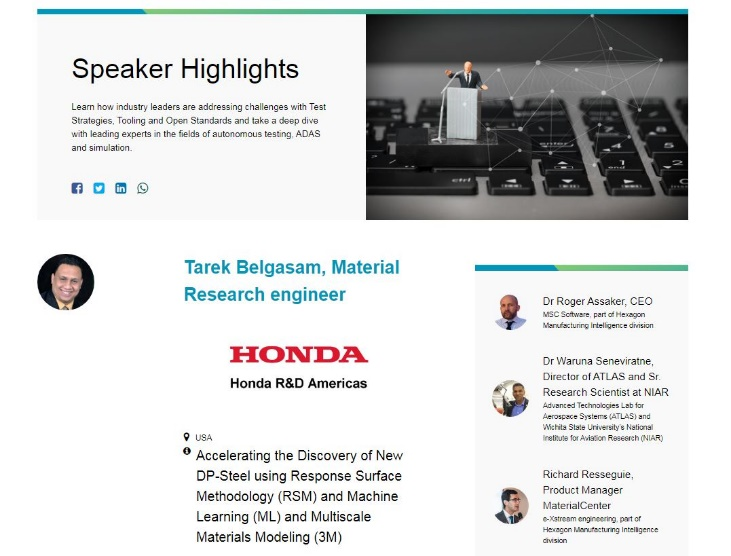 Speaker Highlights
Learn how industry leaders are addressing challenges with Test
Strategies, Tooling and Open Standards and take a deep dive
with leading experts in the fields of autonomous testing, ADAS
and simulation.
Tarek Belgasam, Material
Research engineer
HONDA
Honda R&D Americas
USA
Accelerating the Discovery of New
DP-Steel using Response Surface
Methodology (RSM) and Machine
Learning (ML) and Multiscale
Materials Modeling (3M)
Dr Roger Assaker, CEO
MSC Software, part of Hexagon
Manufacturing Intelligence division
Dr Waruna Seneviratne,
Director of ATLAS and Sr.
Research Scientist at NIAR
Advanced Technologies Lab for
Aerospace Systems (ATLAS) and
Wichita State University's National
Institute for Aviation Research (NIAR)
Richard Resseguie,
Product Manager
MaterialCenter
e-Xstream engineering, part of
Hexagon Manufacturing Intelligence
division